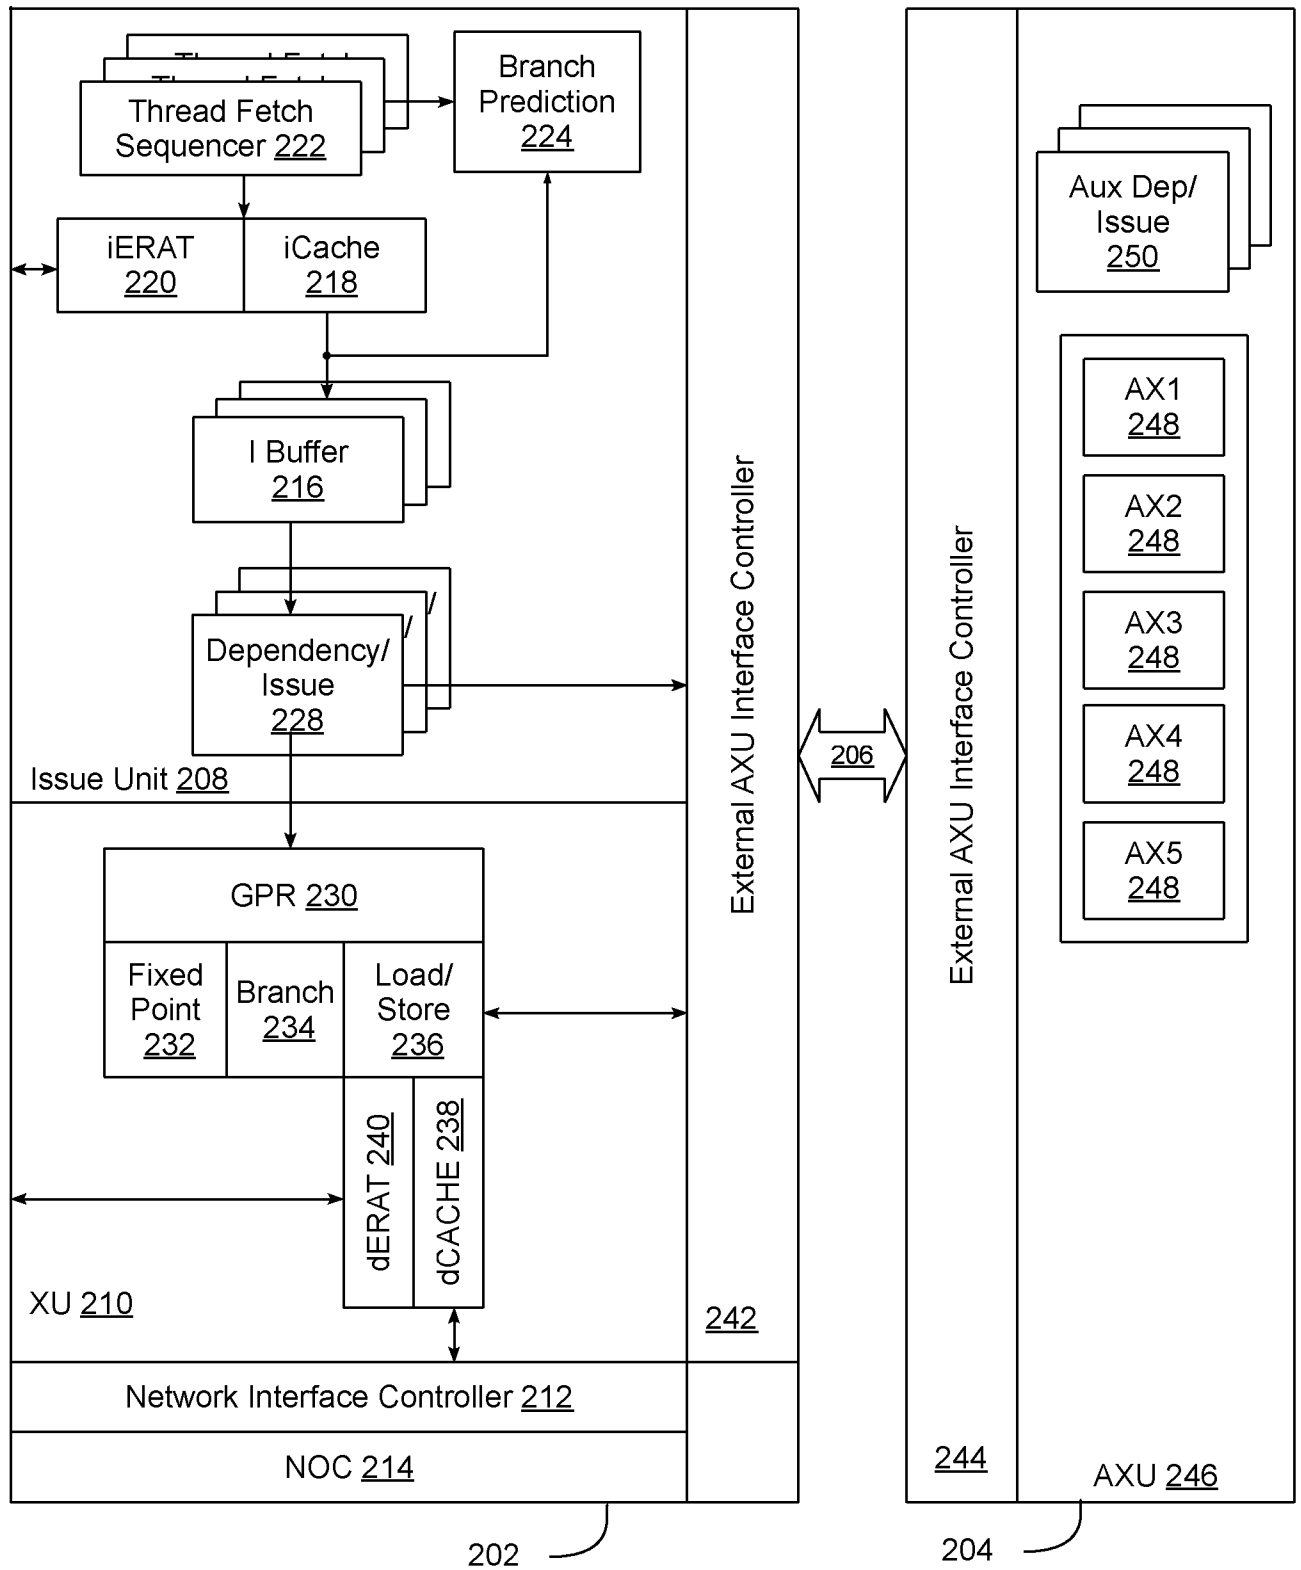 Thread Fetch
Sequencer 222
Branch
Prediction
224
iERAT
220
iCache
218
I Buffer
216
Dependency/
Issue
228
Issue Unit 208
GPR 230
Fixed
Point
232
Branch
234
Load/
Store
236
dERAT 240
dCACHE 238
XU 210
Network Interface Controller 212
NOC 214
External AXU Interface Controller
242
202
206
External AXU Interface Controller
244
Aux Dep/
Issue
250
AX1
248
AX2
248
AX3
248
AX4
248
AX5
248
AXU 246
204